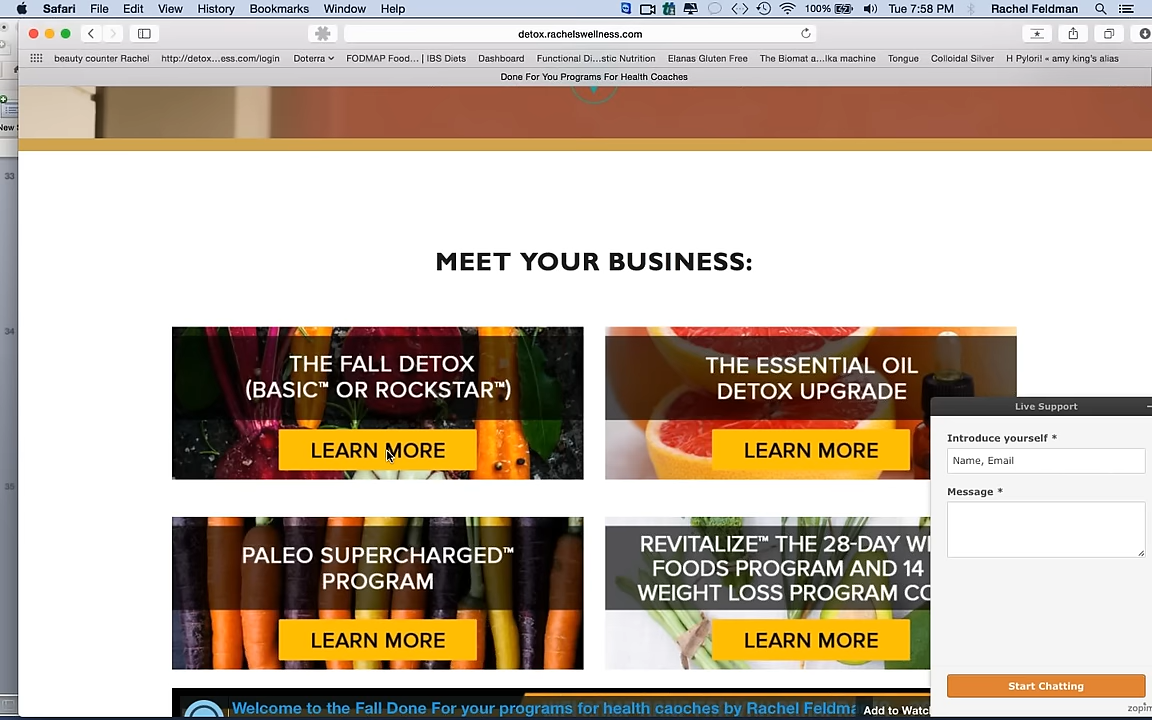 Safari File Edit View History Bookmarks Window Help 100% Tue 7:58 PM Rachel Feldman
detox.rachelswellness.com
beauty counter Rachel http://detox...ess.com/login Doterra FODMAP Food... | IBS Diets Dashboard Functional Di...stic Nutrition Elanas Gluten Free The Biomat a...lka machine Tongue Colloidal Silver H Pylori! « amy king's alias
Done For You Programs For Health Coaches
New
33
34
35
MEET YOUR BUSINESS:
THE FALL DETOX
(BASIC™ OR ROCKSTAR™)
LEARN MORE
THE ESSENTIAL OIL
DETOX UPGRADE
LEARN MORE
PALEO SUPERCHARGED™
PROGRAM
LEARN MORE
REVITALIZE™ THE 28-DAY W
FOODS PROGRAM AND 14
WEIGHT LOSS PROGRAM CO
LEARN MORE
Welcome to the Fall Done For your programs for health caoches by Rachel Feldma
Add to Watc
Live Support
Introduce yourself *
Name, Email
Message *
Start Chatting
zopim